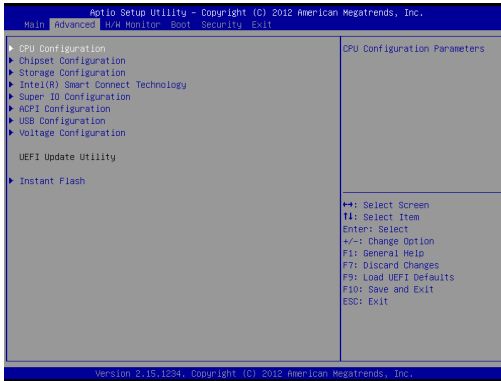 Aptio Setup Utility – Copyright (C) 2012 American Megatrends, Inc.
Main Advanced H/W Monitor Boot Security Exit
CPU Configuration
Chipset Configuration
Storage Configuration
Intel(R) Smart Connect Technology
Super IO Configuration
ACPI Configuration
USB Configuration
Voltage Configuration
UEFI Update Utility
Instant Flash
CPU Configuration Parameters
↔: Select Screen
↑↓: Select Item
Enter: Select
+/-: Change Option
F1: General Help
F7: Discard Changes
F9: Load UEFI Defaults
F10: Save and Exit
ESC: Exit
Version 2.15.1234. Copyright (C) 2012 American Megatrends, Inc.